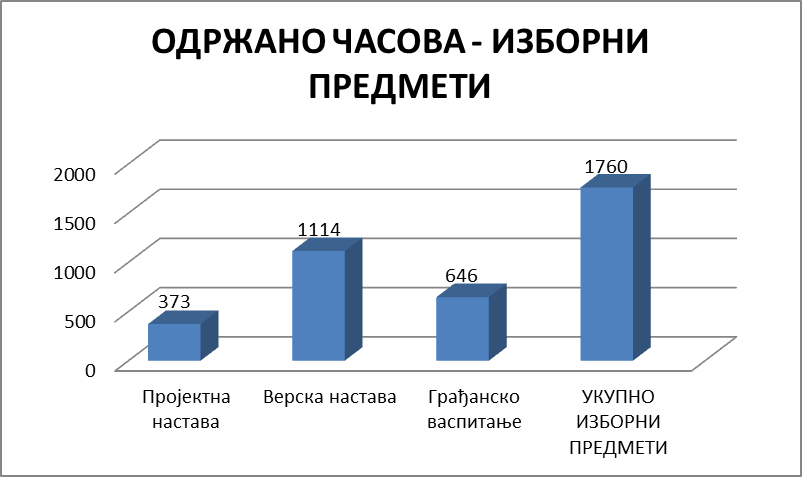 ОДРЖАНО ЧАСОВА - ИЗБОРНИ
ПРЕДМЕТИ
2000
1500
1000
500
0
373
1114
646
1760
Пројектна
настава
Верска настава
Грађанско
васпитање
УКУПНО
ИЗБОРНИ
ПРЕДМЕТИ